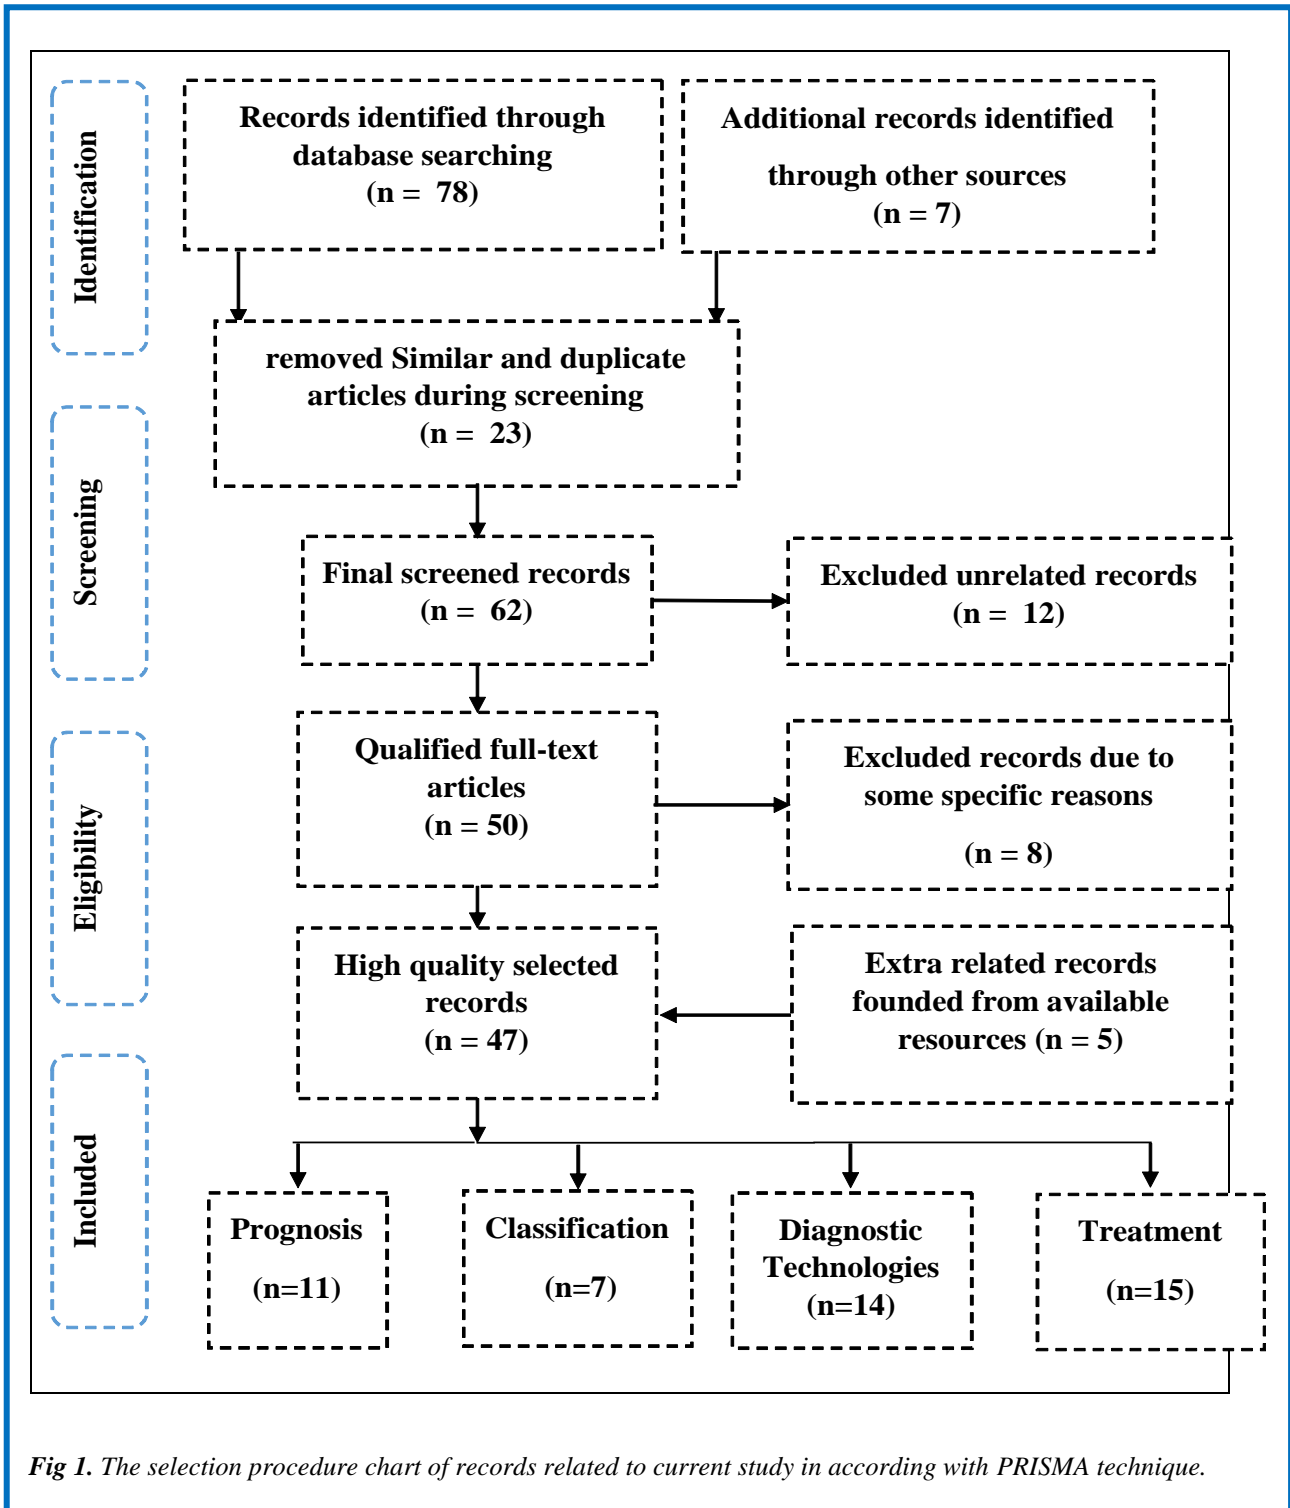 Identification
Records identified through
database searching
(n = 78)
Additional records identified
through other sources
(n = 7)
removed Similar and duplicate
articles during screening
(n = 23)
Screening
Final screened records
(n = 62)
Excluded unrelated records
(n = 12)
Eligibility
Qualified full-text
articles
(n = 50)
Excluded records due to
some specific reasons
(n = 8)
High quality selected
records
(n = 47)
Extra related records
founded from available
resources (n = 5)
Included
Prognosis
(n=11)
Classification
(n=7)
Diagnostic
Technologies
(n=14)
Treatment
(n=15)
Fig 1. The selection procedure chart of records related to current study in according with PRISMA technique.